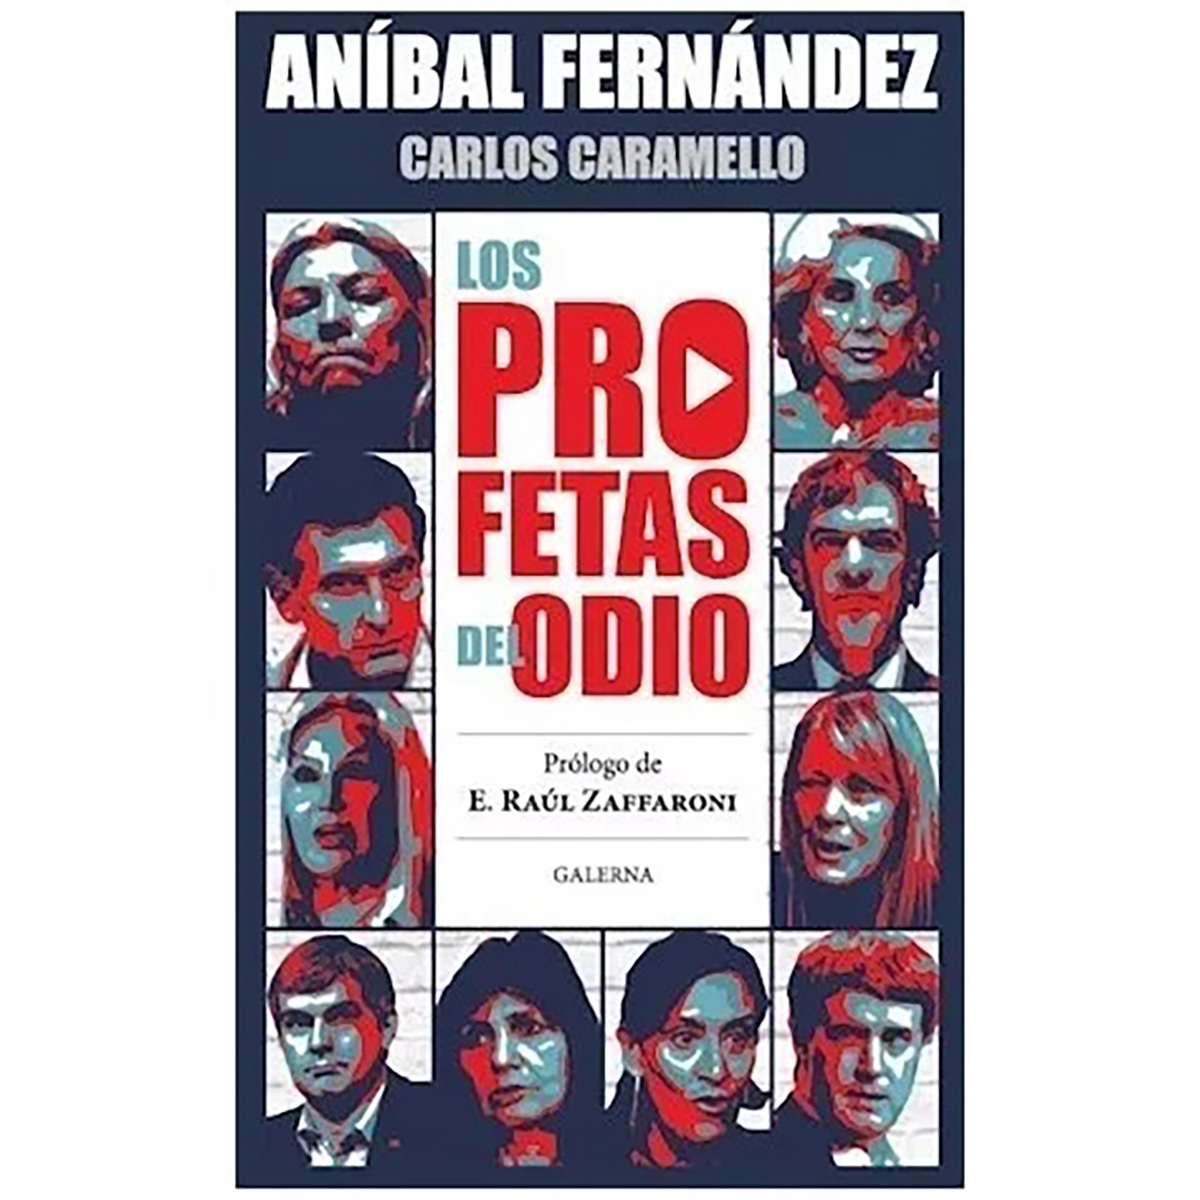 ANÍBAL FERNÁNDEZ
CARLOS CARAMELLO
LOS
PRO
FETAS
DEL ODIO
Prólogo de
E. RAÚL ZAFFARONI
GALERNA